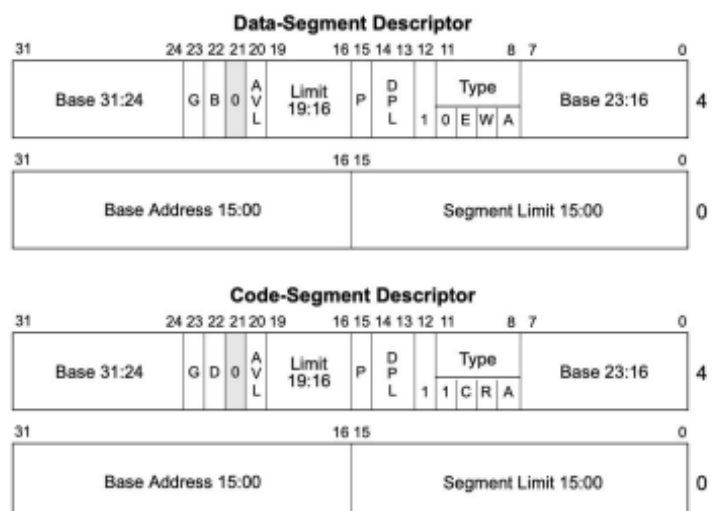 Data-Segment Descriptor
31 24 23 22 21 20 19 16 15 14 13 12 11 8 7 0
Base 31:24 G B 0 AVL Limit 19:16 P DPL 1 Type 0 E W A Base 23:16 4
31 16 15 0
Base Address 15:00 Segment Limit 15:00 0
Code-Segment Descriptor
31 24 23 22 21 20 19 16 15 14 13 12 11 8 7 0
Base 31:24 G D 0 AVL Limit 19:16 P DPL 1 Type 1 C R A Base 23:16 4
31 16 15 0
Base Address 15:00 Segment Limit 15:00 0